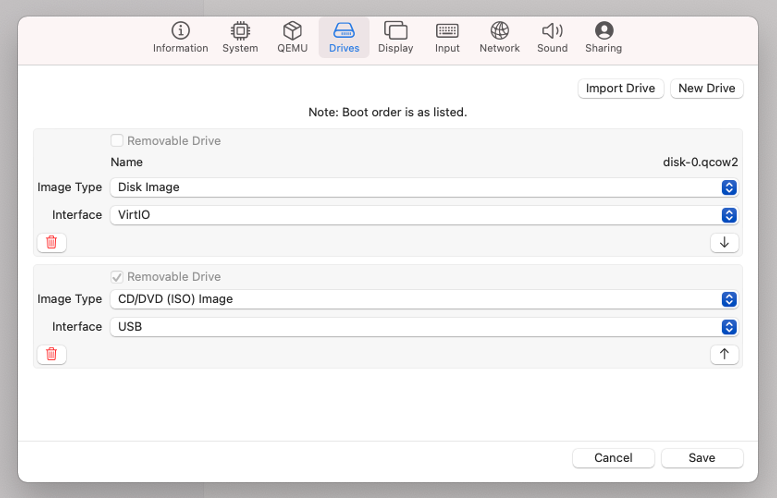 Information System QEMU Drives Display Input Network Sound Sharing
Import Drive New Drive
Note: Boot order is as listed.
Removable Drive
Name disk-0.qcow2
Image Type Disk Image
Interface VirtIO
Removable Drive
Image Type CD/DVD (ISO) Image
Interface USB
Cancel Save